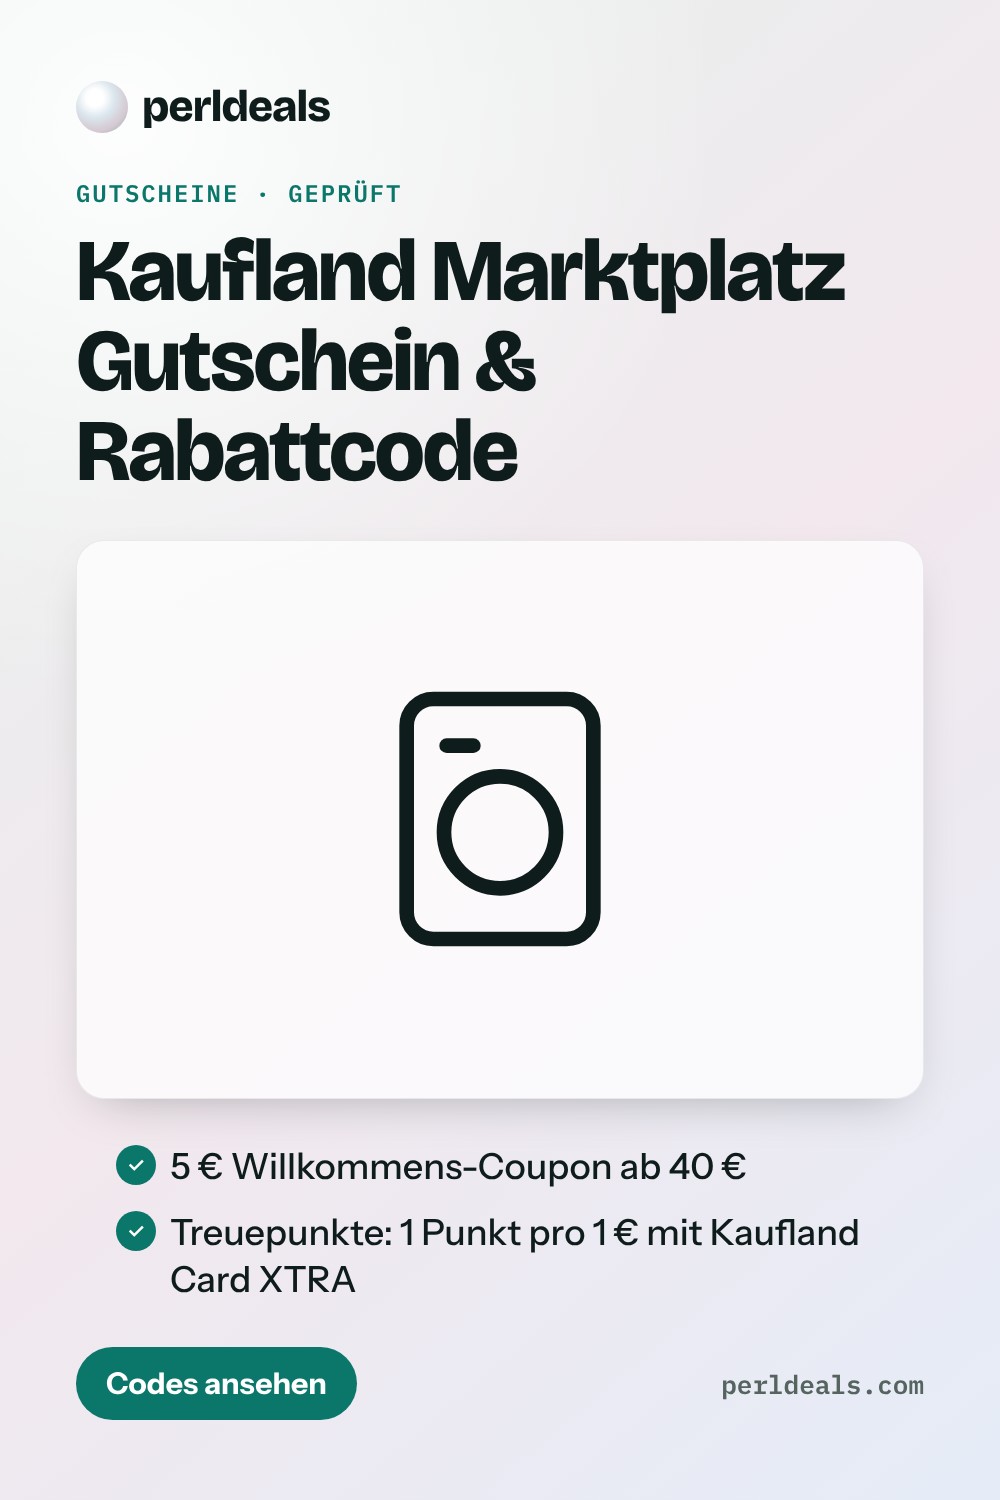 perldeals
GUTSCHEINE · GEPRÜFT
Kaufland Marktplatz
Gutschein &
Rabattcode
5 € Willkommens-Coupon ab 40 €
Treuepunkte: 1 Punkt pro 1 € mit Kaufland
Card XTRA
Codes ansehen
perldeals.com